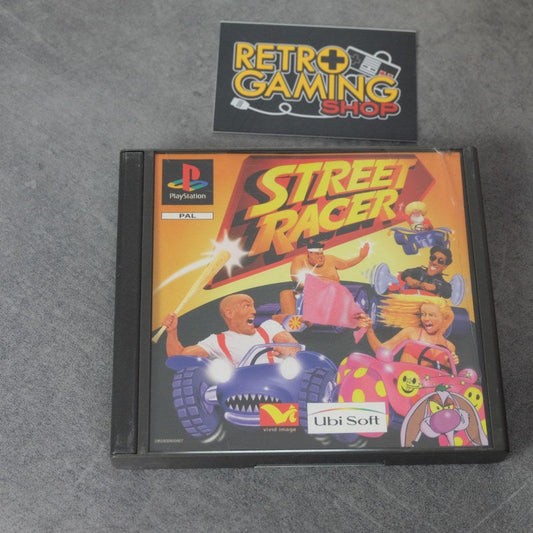 RETRO
GAMING
SHOP
PlayStation
PAL
STREET
RACER
vivid image
Ubi Soft